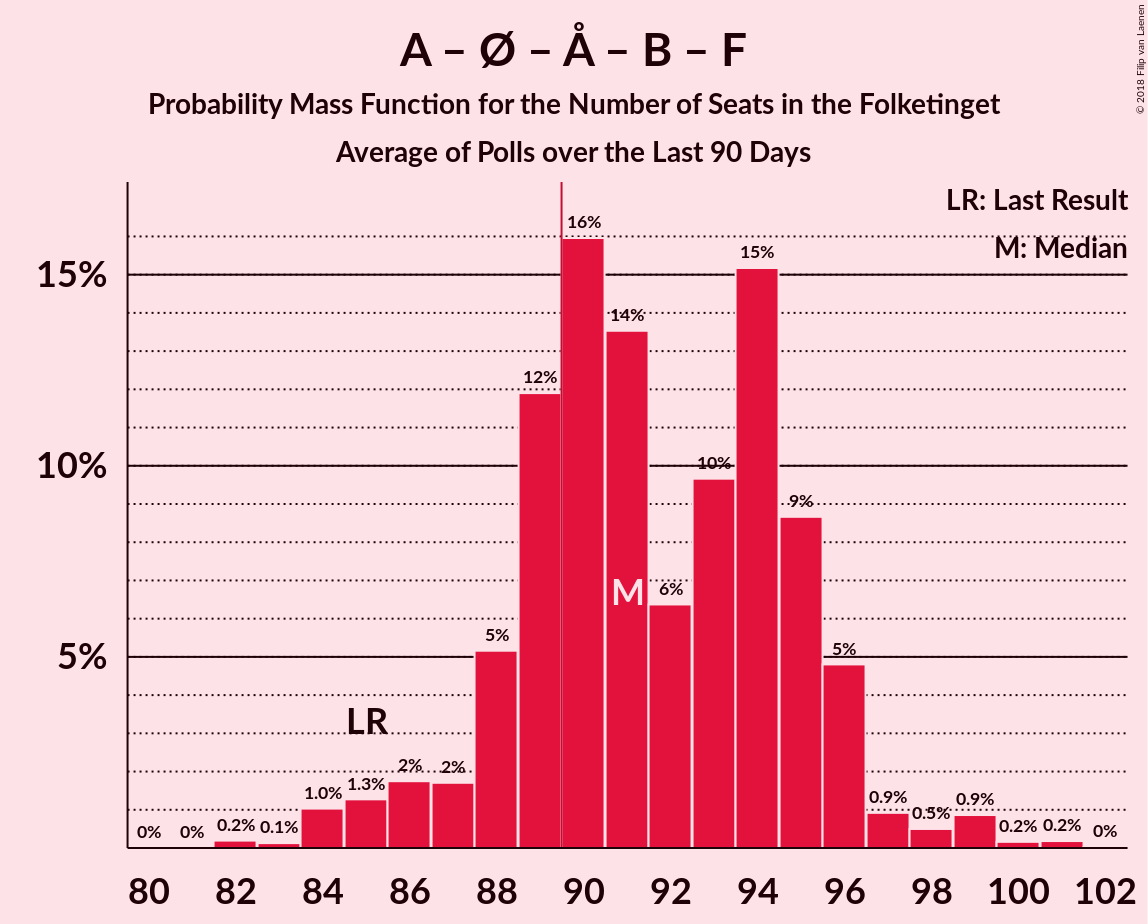 A – Ø – Å – B – F
Probability Mass Function for the Number of Seats in the Folketinget
Average of Polls over the Last 90 Days
© 2018 Filip van Laenen
LR: Last Result
M: Median
15%
10%
5%
0% 0% 0.2% 0.1% 1.0% 1.3% 2% 2% 5% 12% 16% 14% 6% 10% 15% 9% 5% 0.9% 0.5% 0.9% 0.2% 0.2% 0%
LR
M
80 82 84 86 88 90 92 94 96 98 100 102